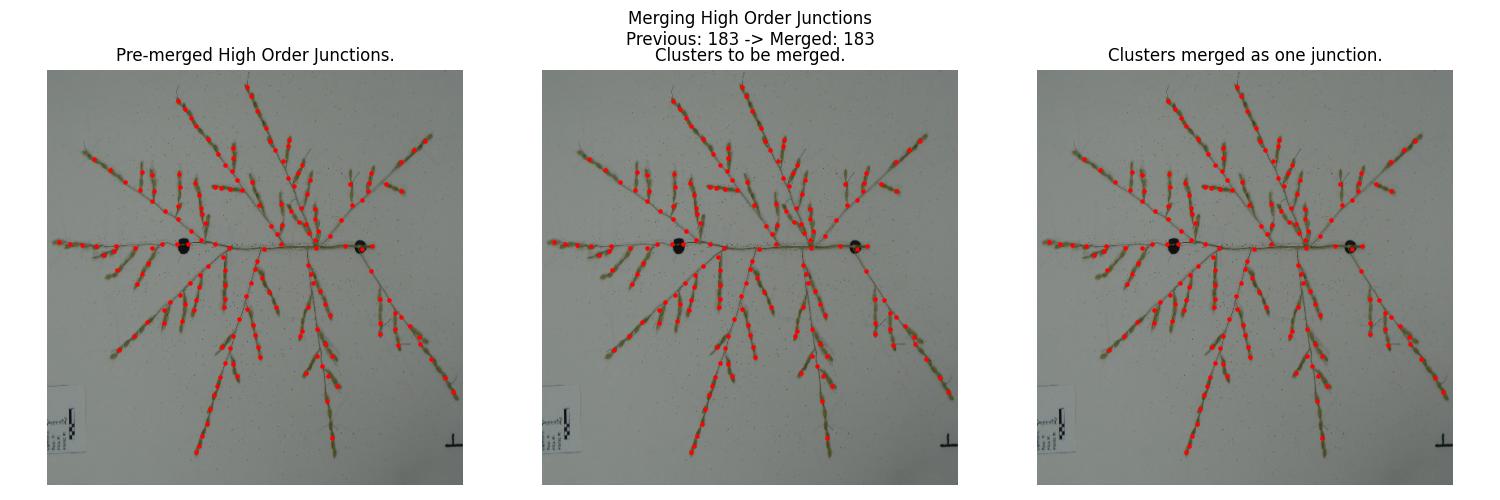 Merging High Order Junctions
Previous: 183 -> Merged: 183
Pre-merged High Order Junctions.
Clusters to be merged.
Clusters merged as one junction.